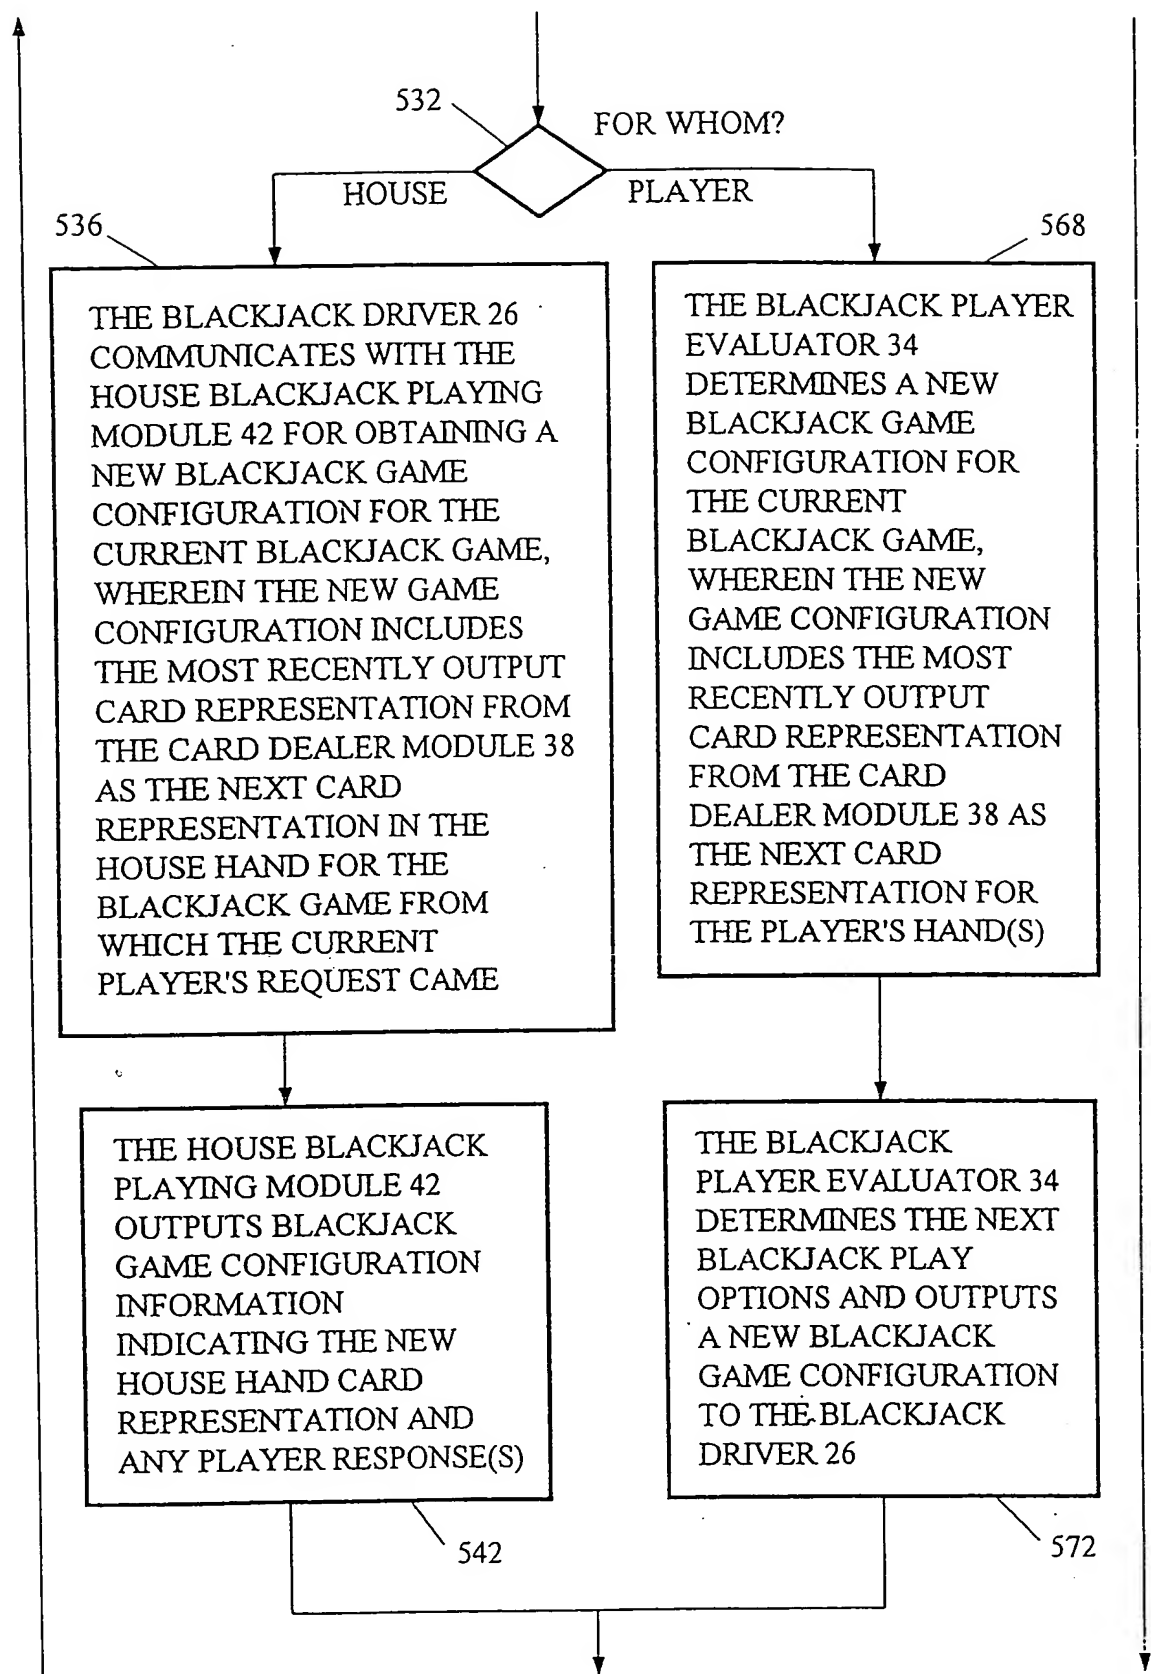 532
FOR WHOM?
HOUSE
PLAYER
536
THE BLACKJACK DRIVER 26
COMMUNICATES WITH THE
HOUSE BLACKJACK PLAYING
MODULE 42 FOR OBTAINING A
NEW BLACKJACK GAME
CONFIGURATION FOR THE
CURRENT BLACKJACK GAME,
WHEREIN THE NEW GAME
CONFIGURATION INCLUDES
THE MOST RECENTLY OUTPUT
CARD REPRESENTATION FROM
THE CARD DEALER MODULE 38
AS THE NEXT CARD
REPRESENTATION IN THE
HOUSE HAND FOR THE
BLACKJACK GAME FROM
WHICH THE CURRENT
PLAYER'S REQUEST CAME
568
THE BLACKJACK PLAYER
EVALUATOR 34
DETERMINES A NEW
BLACKJACK GAME
CONFIGURATION FOR
THE CURRENT
BLACKJACK GAME,
WHEREIN THE NEW
GAME CONFIGURATION
INCLUDES THE MOST
RECENTLY OUTPUT
CARD REPRESENTATION
FROM THE CARD
DEALER MODULE 38 AS
THE NEXT CARD
REPRESENTATION FOR
THE PLAYER'S HAND(S)
THE HOUSE BLACKJACK
PLAYING MODULE 42
OUTPUTS BLACKJACK
GAME CONFIGURATION
INFORMATION
INDICATING THE NEW
HOUSE HAND CARD
REPRESENTATION AND
ANY PLAYER RESPONSE(S)
542
THE BLACKJACK
PLAYER EVALUATOR 34
DETERMINES THE NEXT
BLACKJACK PLAY
OPTIONS AND OUTPUTS
A NEW BLACKJACK
GAME CONFIGURATION
TO THE BLACKJACK
DRIVER 26
572